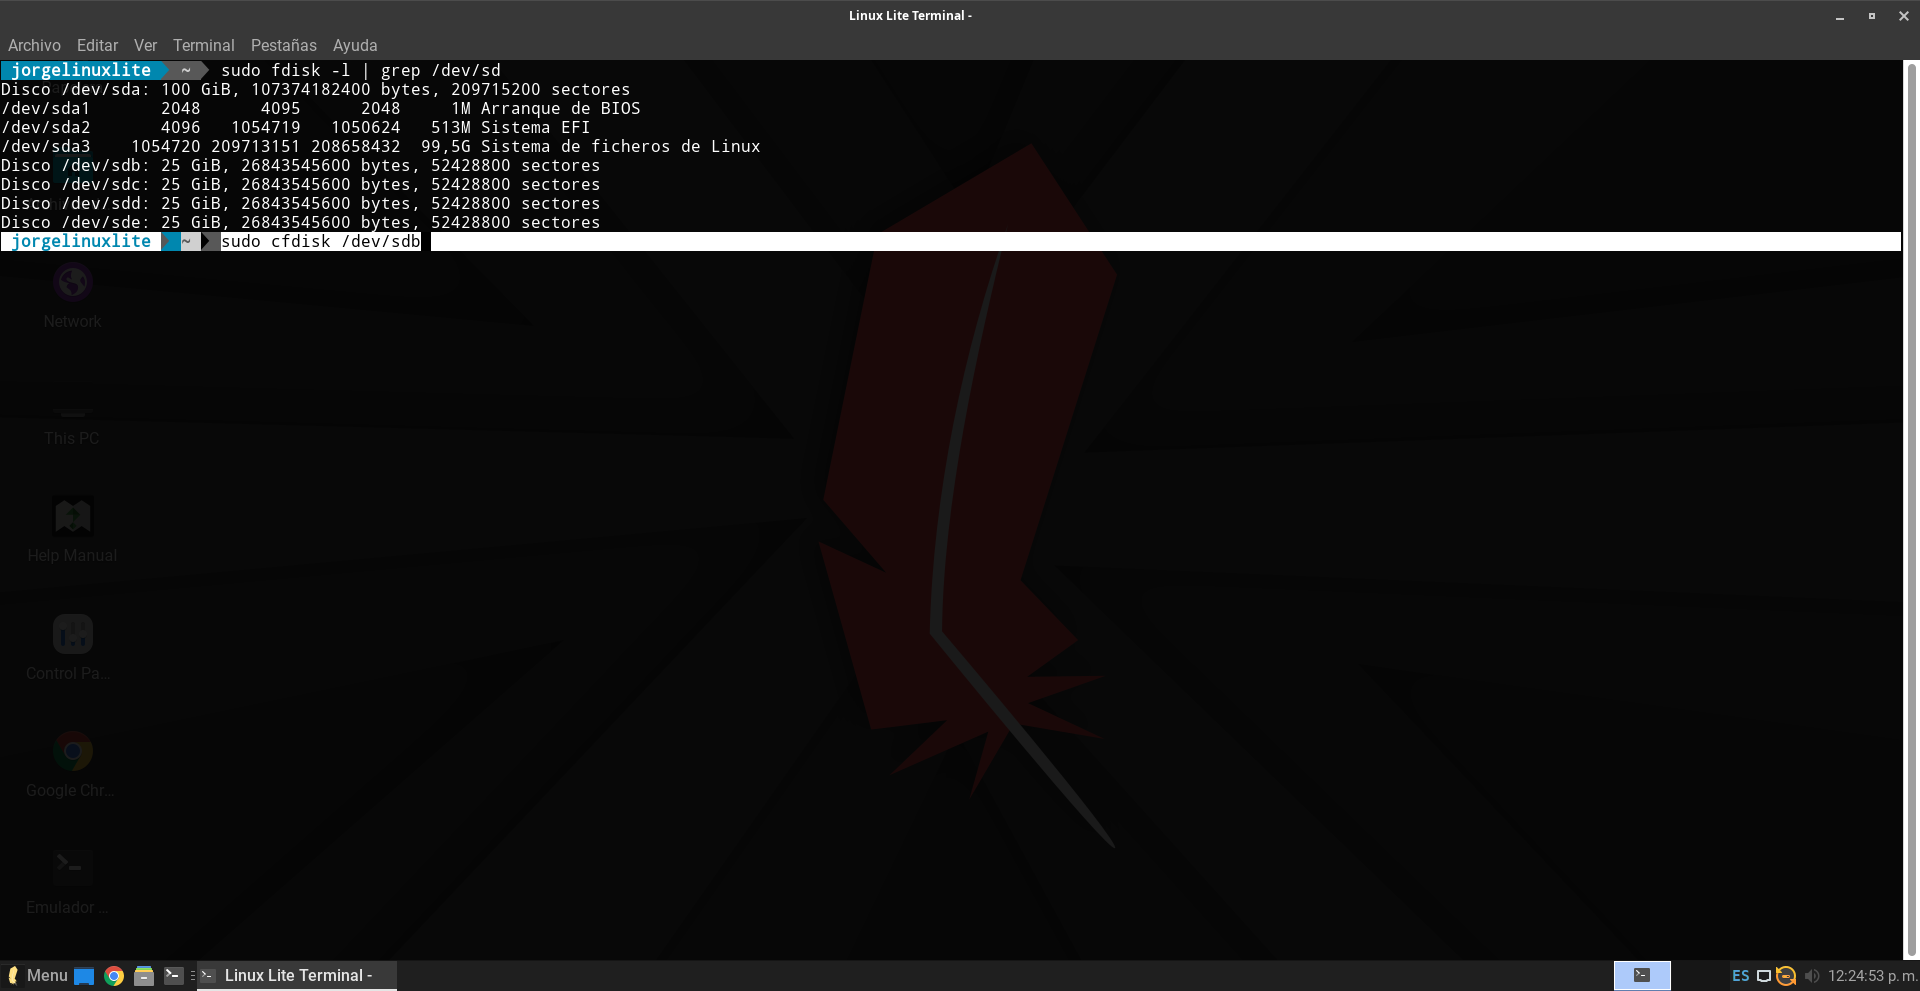 Linux Lite Terminal -
Archivo Editar Ver Terminal Pestañas Ayuda
jorgelinuxlite ~ sudo fdisk -l | grep /dev/sd
Disco /dev/sda: 100 GiB, 107374182400 bytes, 209715200 sectores
/dev/sda1 2048 4095 2048 1M Arranque de BIOS
/dev/sda2 4096 1054719 1050624 513M Sistema EFI
/dev/sda3 1054720 209713151 208658432 99,5G Sistema de ficheros de Linux
Disco /dev/sdb: 25 GiB, 26843545600 bytes, 52428800 sectores
Disco /dev/sdc: 25 GiB, 26843545600 bytes, 52428800 sectores
Disco /dev/sdd: 25 GiB, 26843545600 bytes, 52428800 sectores
Disco /dev/sde: 25 GiB, 26843545600 bytes, 52428800 sectores
jorgelinuxlite ~ sudo cfdisk /dev/sdb
Network
This PC
Help Manual
Control Pa...
Google Chr...
Emulador ...
Menu Linux Lite Terminal - ES 12:24:53 p. m.